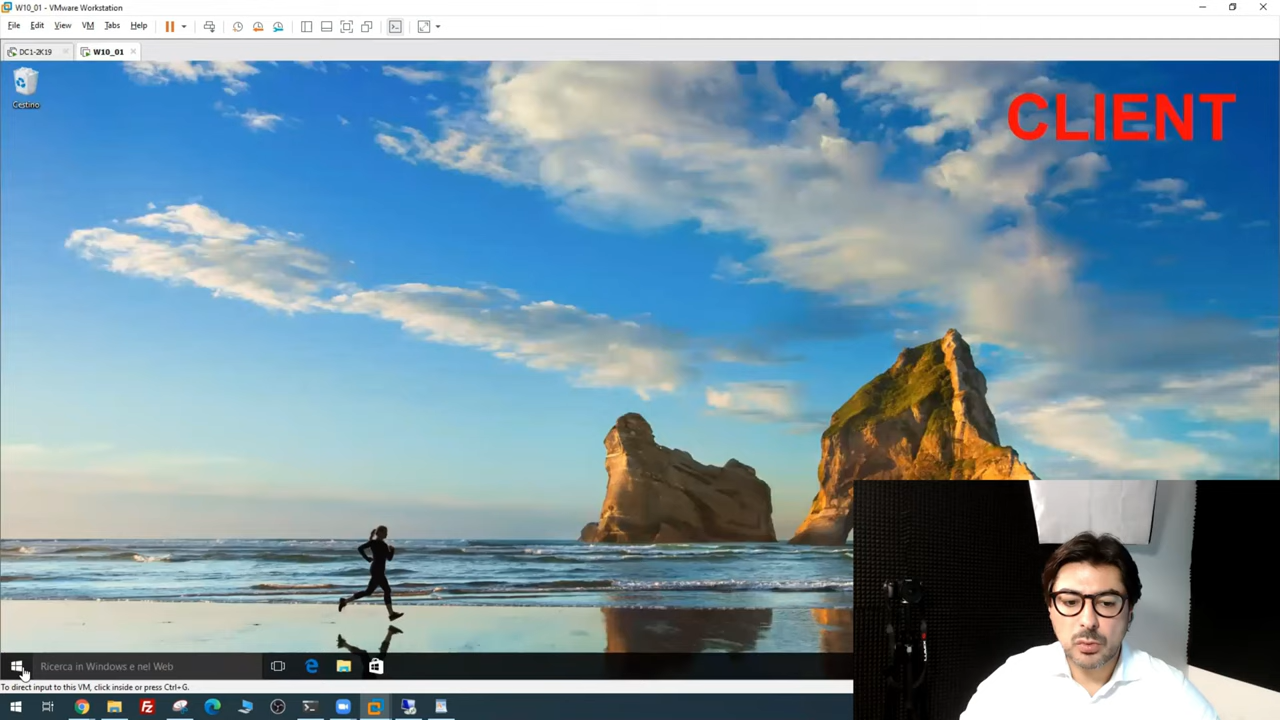 W10_01 - VMware Workstation
File Edit View VM Tabs Help
DC1-2K19 W10_01
Cestino
CLIENT
Ricerca in Windows e nel Web
To direct input to this VM, click inside or press Ctrl+G.